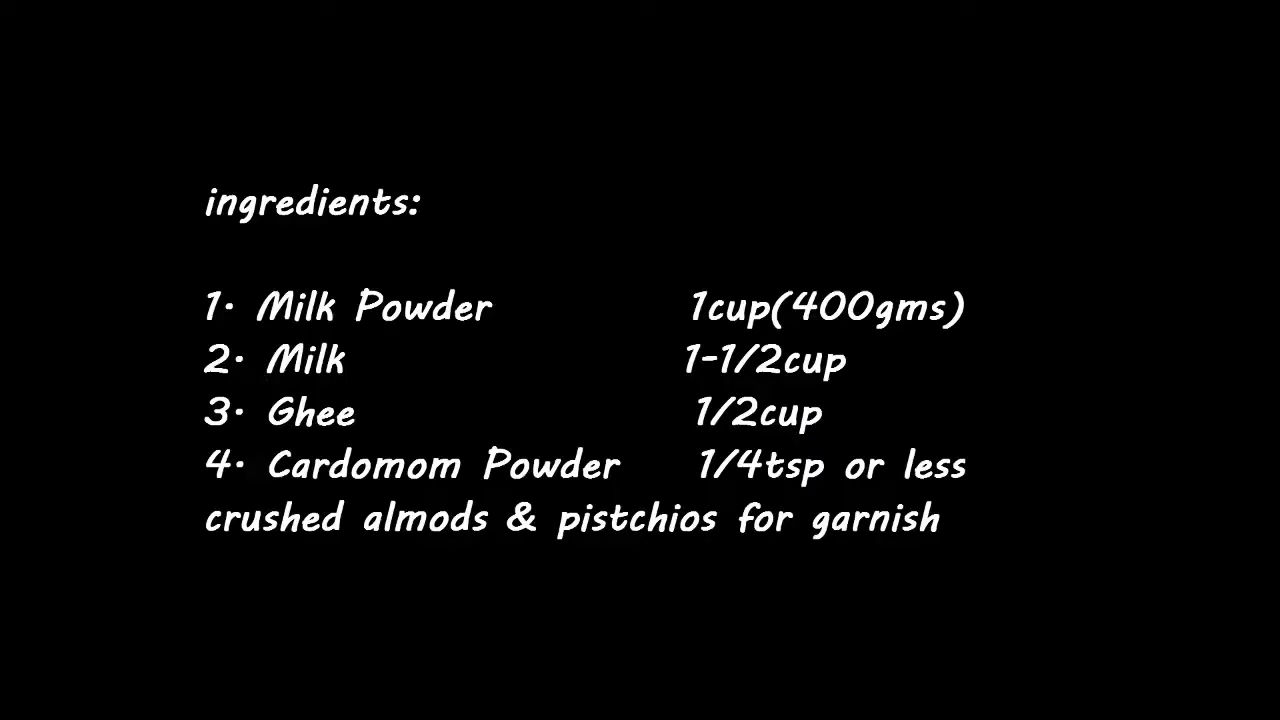 ingredients:
1. Milk Powder 1cup(400gms)
2. Milk 1-1/2cup
3. Ghee 1/2cup
4. Cardomom Powder 1/4tsp or less
crushed almods & pistchios for garnish